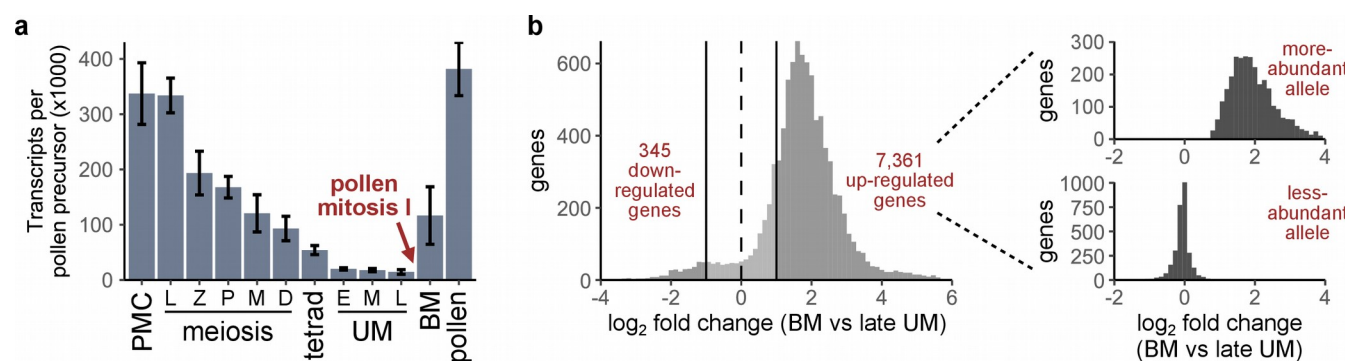 a
Transcripts per
pollen precursor (x1000)
400
300
200
100
0
pollen
mitosis I
PMC
L
Z
P
M
D
meiosis
tetrad
E
M
L
UM
BM
pollen
b
genes
600
400
200
0
345
down-
regulated
genes
7,361
up-regulated
genes
-4
-2
0
2
4
6
log2 fold change (BM vs late UM)
genes
300
200
100
0
more-
abundant
allele
-4
-2
0
2
4
genes
1000
750
500
250
0
less-
abundant
allele
-4
-2
0
2
4
log2 fold change
(BM vs late UM)